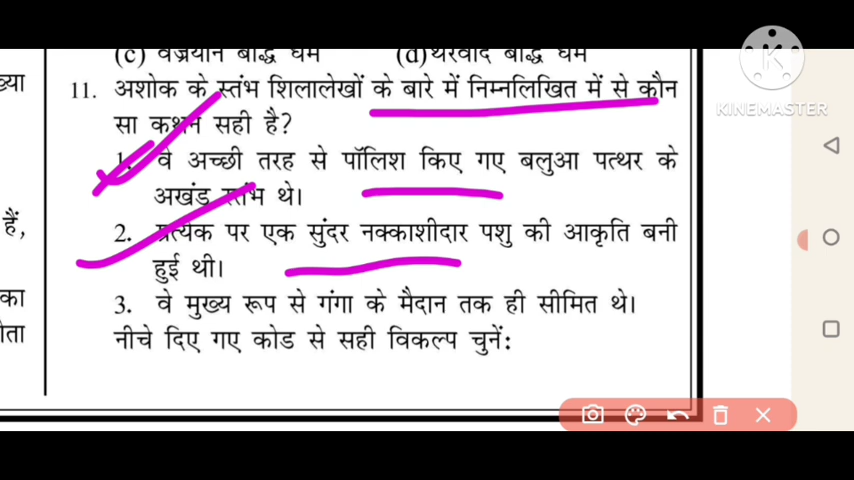 (c) वज्रयान बौद्ध धर्म (d) थेरवाद बौद्ध धर्म
11. अशोक के स्तंभ शिलालेखों के बारे में निम्नलिखित में से कौन
सा कथन सही है?
1. वे अच्छी तरह से पॉलिश किए गए बलुआ पत्थर के
अखंड स्तंभ थे।
2. प्रत्येक पर एक सुंदर नक्काशीदार पशु की आकृति बनी
हुई थी।
3. वे मुख्य रूप से गंगा के मैदान तक ही सीमित थे।
नीचे दिए गए कोड से सही विकल्प चुनें:
हैं,
K
KINEMASTER